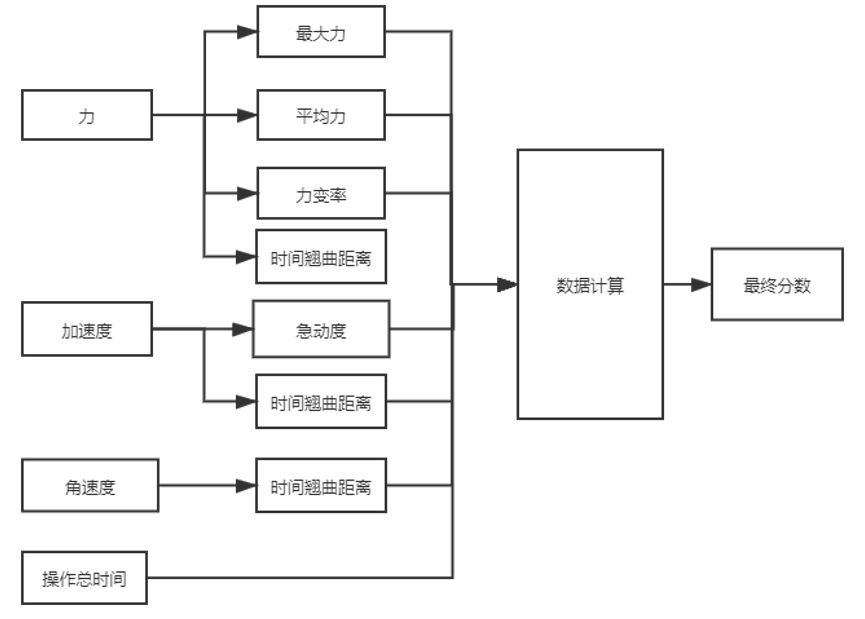 最大力
力
平均力
力变率
时间翘曲距离
数据计算
最终分数
加速度
急动度
时间翘曲距离
角速度
时间翘曲距离
操作总时间